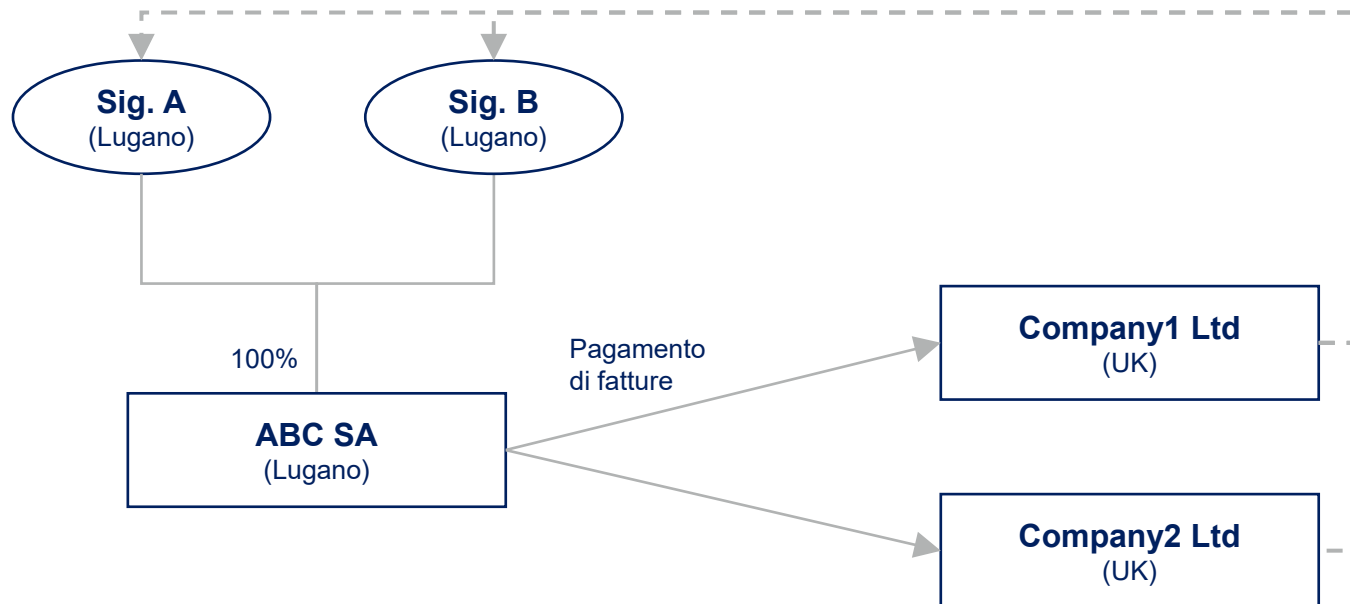 Sig. A
(Lugano)
Sig. B
(Lugano)
100%
Pagamento
di fatture
Company1 Ltd
(UK)
ABC SA
(Lugano)
Company2 Ltd
(UK)